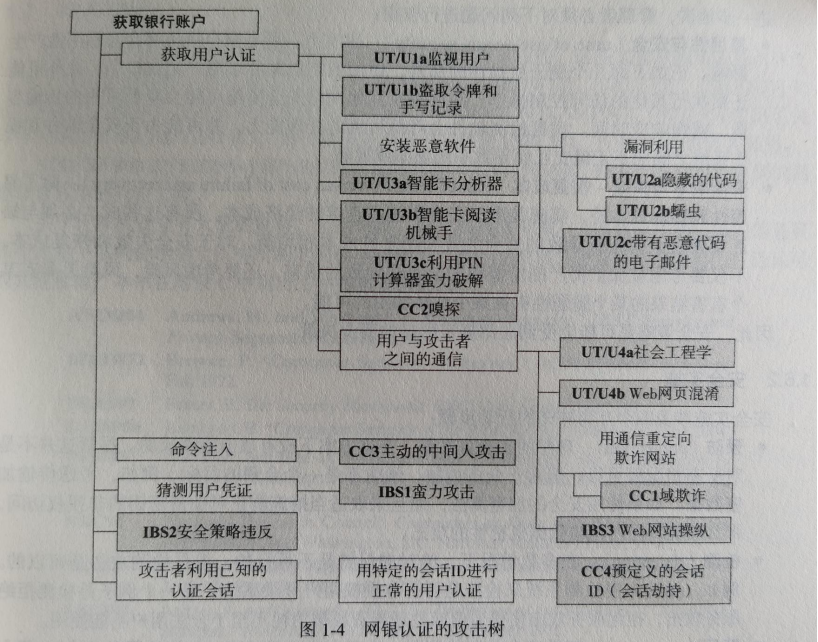 获取银行账户
获取用户认证
UT/U1a监视用户
UT/U1b盗取令牌和
手写记录
安装恶意软件
漏洞利用
UT/U2a隐藏的代码
UT/U2b蠕虫
UT/U2c带有恶意代码
的电子邮件
UT/U3a智能卡分析器
UT/U3b智能卡阅读
机械手
UT/U3c利用PIN
计算器蛮力破解
CC2嗅探
用户与攻击者
之间的通信
UT/U4a社会工程学
UT/U4b Web网页混淆
用通信重定向
欺诈网站
CC1域欺诈
IBS3 Web网站操纵
命令注入
CC3主动的中间人攻击
猜测用户凭证
IBS1蛮力攻击
IBS2安全策略违反
攻击者利用已知的
认证会话
用特定的会话ID进行
正常的用户认证
CC4预定义的会话
ID（会话劫持）
图 1-4 网银认证的攻击树